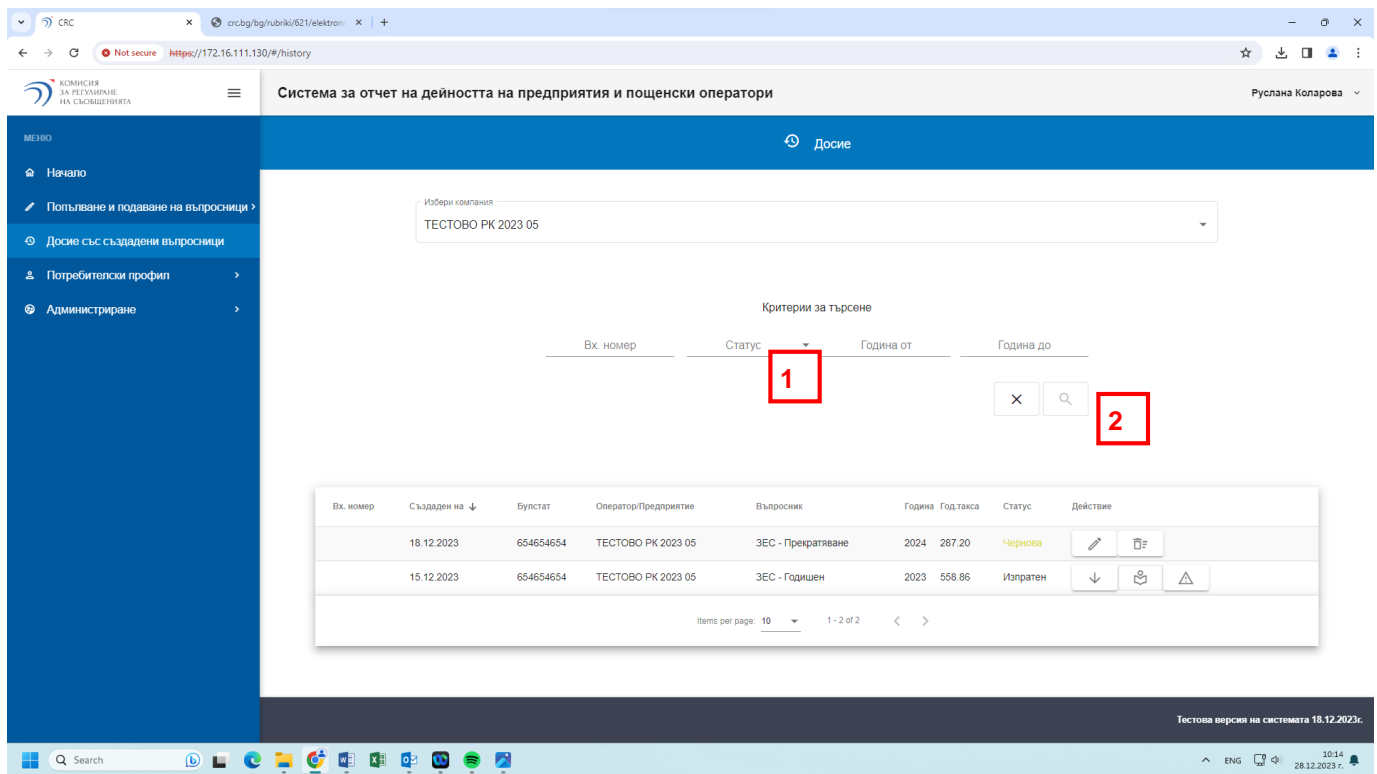 CRC
crc.bg/bg/rubriki/621/elektronn
Not secure https://172.16.111.130/#/history
КОМИСИЯ
ЗА РЕГУЛИРАНЕ
НА СЪОБЩЕНИЯТА
Система за отчет на дейността на предприятия и пощенски оператори
Руслана Коларова
МЕНЮ
Досие
Начало
Попълване и подаване на въпросници
Досие със създадени въпросници
Потребителски профил
Администриране
Избери компания
ТЕСТОВО РК 2023 05
Критерии за търсене
Вх. номер Статус Година от Година до
1
2
Вх. номер Създаден на Булстат Оператор/Предприятие Въпросник Година Год.такса Статус Действие
18.12.2023 654654654 ТЕСТОВО РК 2023 05 ЗЕС - Прекратяване 2024 287.20 Чернова
15.12.2023 654654654 ТЕСТОВО РК 2023 05 ЗЕС - Годишен 2023 558.86 Изпратен
Items per page: 10 1 - 2 of 2
Тестова версия на системата 18.12.2023г.
Search
ENG
10:14
28.12.2023 г.